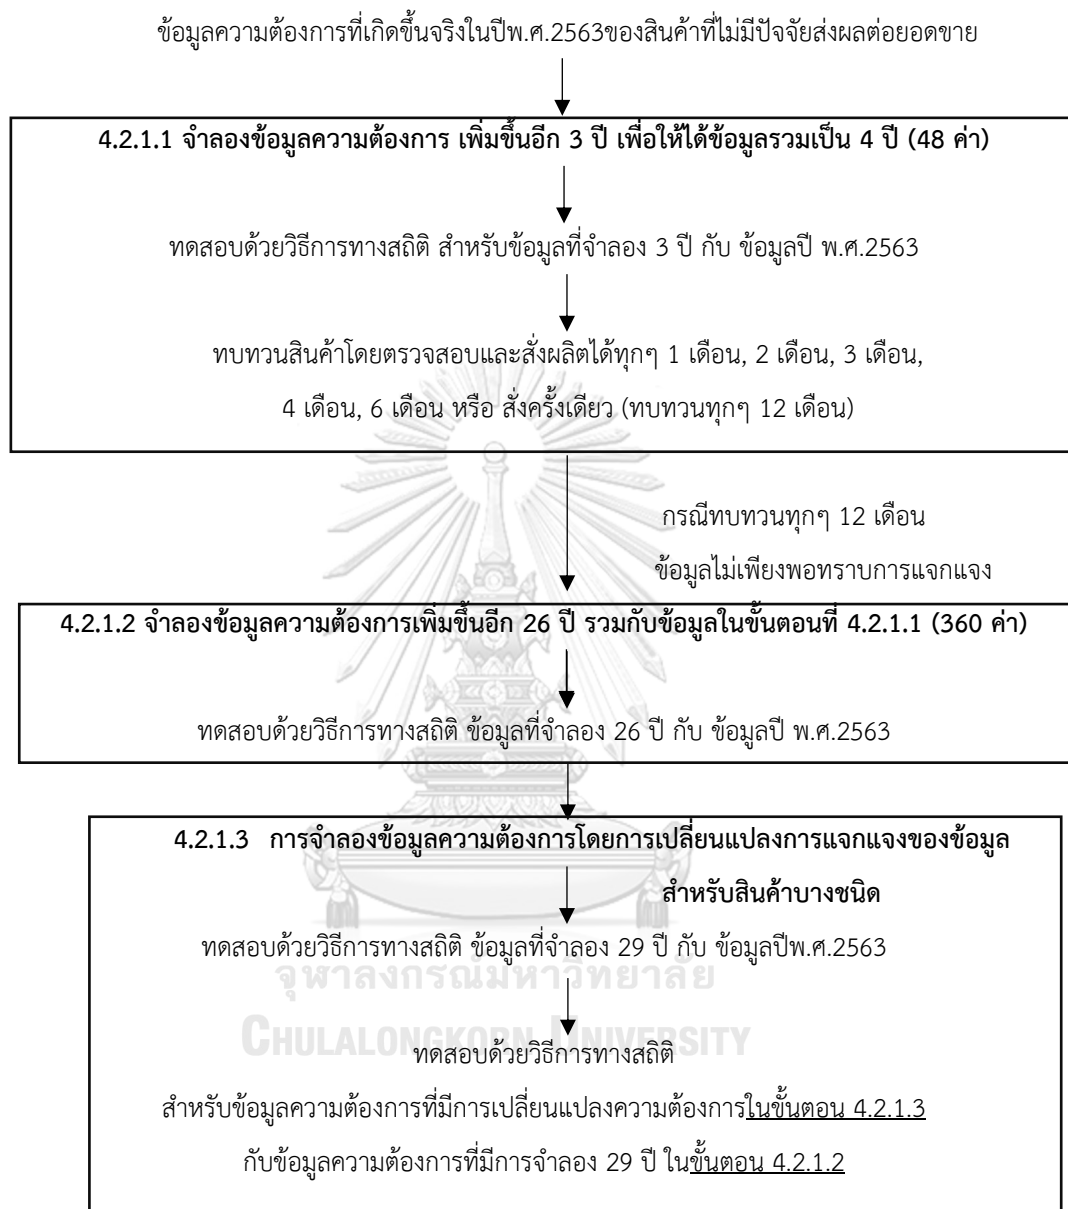 ข้อมูลความต้องการที่เกิดขึ้นจริงในปีพ.ศ.2563ของสินค้าที่ไม่มีปัจจัยส่งผลต่อยอดขาย
4.2.1.1 จำลองข้อมูลความต้องการ เพิ่มขึ้นอีก 3 ปี เพื่อให้ได้ข้อมูลรวมเป็น 4 ปี (48 ค่า)
ทดสอบด้วยวิธีการทางสถิติ สำหรับข้อมูลที่จำลอง 3 ปี กับ ข้อมูลปี พ.ศ.2563
ทบทวนสินค้าโดยตรวจสอบและสั่งผลิตได้ทุกๆ 1 เดือน, 2 เดือน, 3 เดือน,
4 เดือน, 6 เดือน หรือ สั่งครั้งเดียว (ทบทวนทุกๆ 12 เดือน)
กรณีทบทวนทุกๆ 12 เดือน
ข้อมูลไม่เพียงพอทราบการแจกแจง
4.2.1.2 จำลองข้อมูลความต้องการเพิ่มขึ้นอีก 26 ปี รวมกับข้อมูลในขั้นตอนที่ 4.2.1.1 (360 ค่า)
ทดสอบด้วยวิธีการทางสถิติ ข้อมูลที่จำลอง 26 ปี กับ ข้อมูลปี พ.ศ.2563
4.2.1.3 การจำลองข้อมูลความต้องการโดยการเปลี่ยนแปลงการแจกแจงของข้อมูล
สำหรับสินค้าบางชนิด
ทดสอบด้วยวิธีการทางสถิติ ข้อมูลที่จำลอง 29 ปี กับ ข้อมูลปีพ.ศ.2563
จุฬาลงกรณ์มหาวิทยาลัย
CHULALONGKORN UNIVERSITY
ทดสอบด้วยวิธีการทางสถิติ
สำหรับข้อมูลความต้องการที่มีการเปลี่ยนแปลงความต้องการในขั้นตอน 4.2.1.3
กับข้อมูลความต้องการที่มีการจำลอง 29 ปี ในขั้นตอน 4.2.1.2